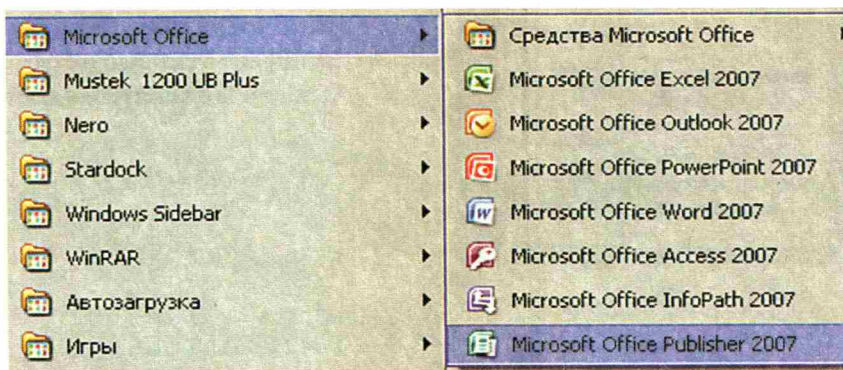 Microsoft Office
Mustek 1200 UB Plus
Nero
Stardock
Windows Sidebar
WinRAR
Автозагрузка
Игры
Средства Microsoft Office
Microsoft Office Excel 2007
Microsoft Office Outlook 2007
Microsoft Office PowerPoint 2007
Microsoft Office Word 2007
Microsoft Office Access 2007
Microsoft Office InfoPath 2007
Microsoft Office Publisher 2007